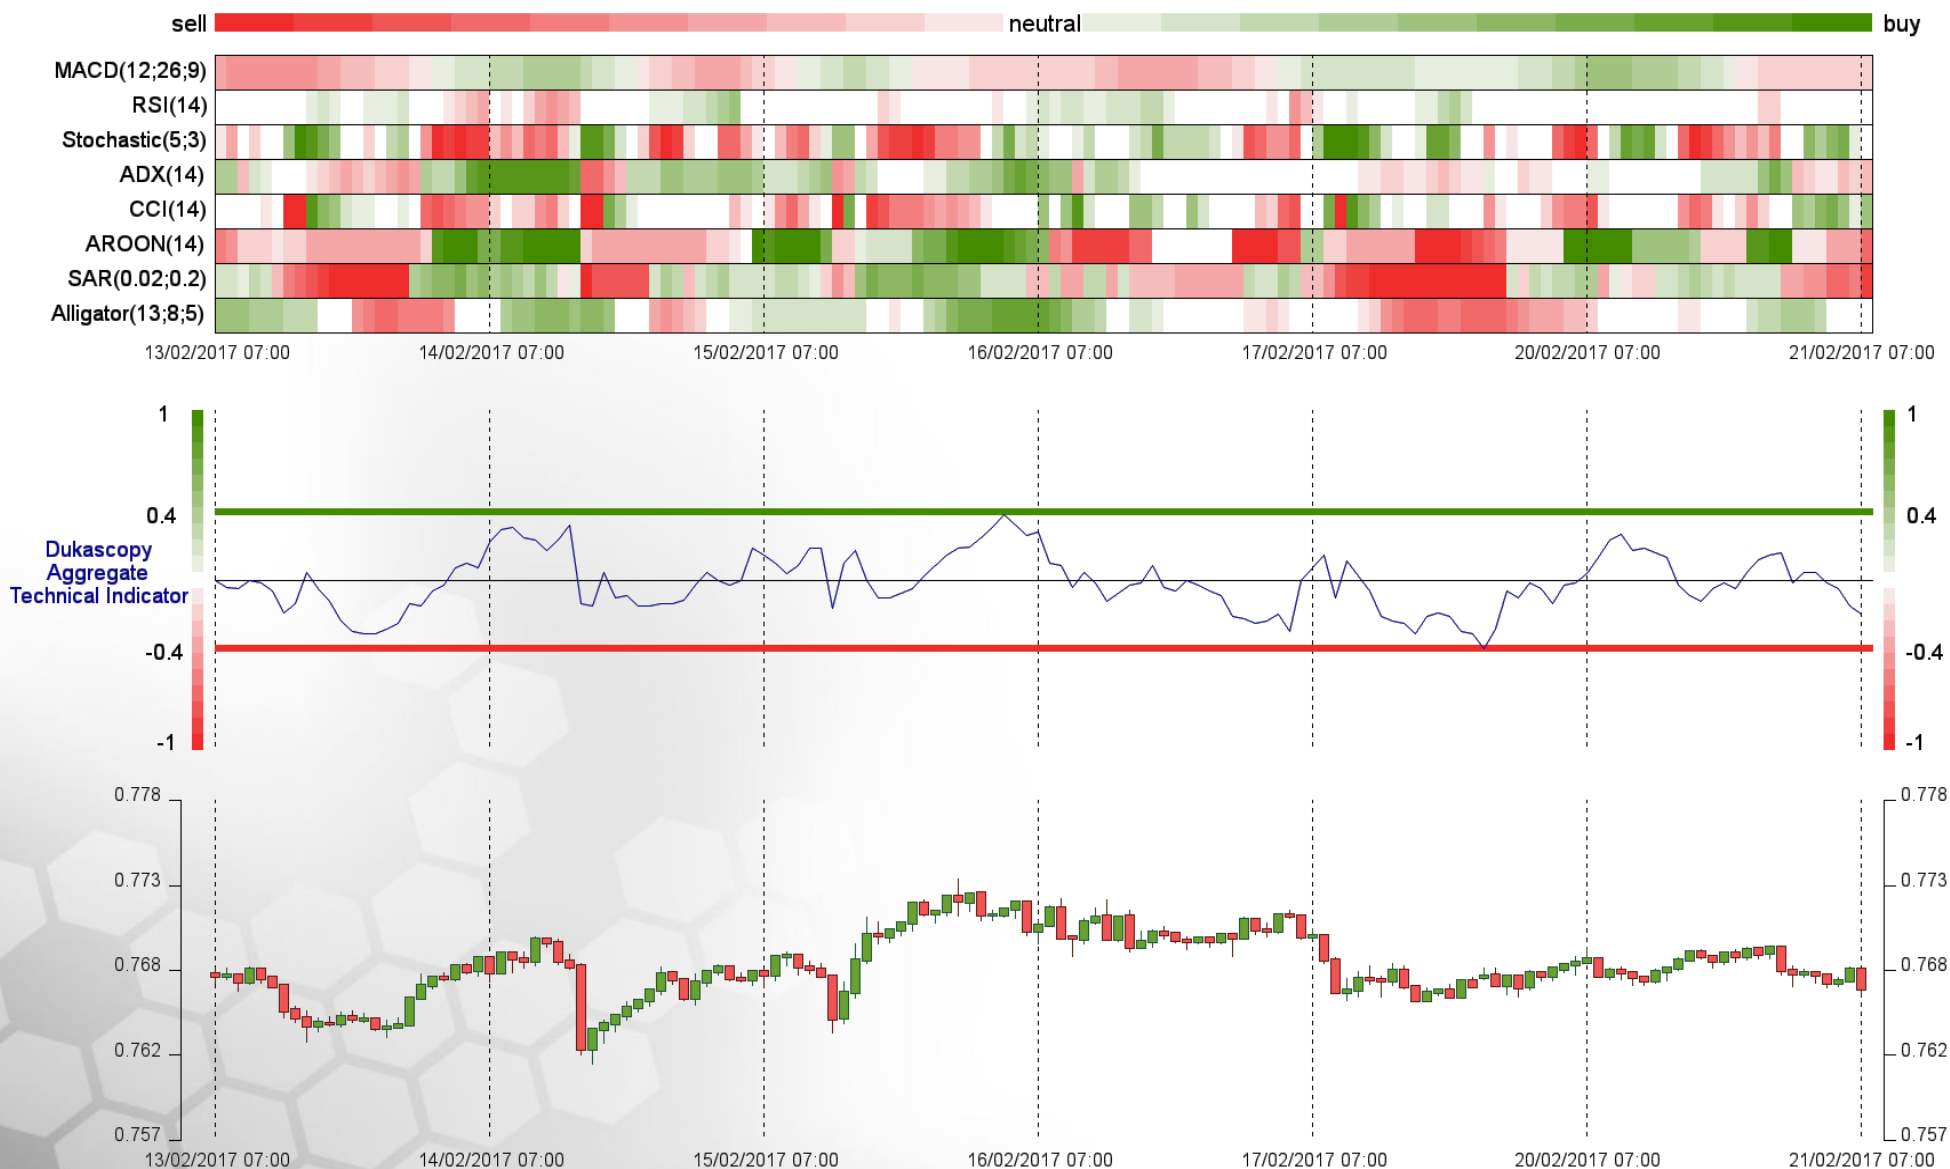 sell neutral buy
MACD(12;26;9)
RSI(14)
Stochastic(5;3)
ADX(14)
CCI(14)
AROON(14)
SAR(0.02;0.2)
Alligator(13;8;5)
13/02/2017 07:00 14/02/2017 07:00 15/02/2017 07:00 16/02/2017 07:00 17/02/2017 07:00 20/02/2017 07:00 21/02/2017 07:00
1 1
0.4 0.4
Dukascopy
Aggregate
Technical Indicator
-0.4 -0.4
-1 -1
0.778 0.778
0.773 0.773
0.768 0.768
0.762 0.762
0.757 0.757
13/02/2017 07:00 14/02/2017 07:00 15/02/2017 07:00 16/02/2017 07:00 17/02/2017 07:00 20/02/2017 07:00 21/02/2017 07:00